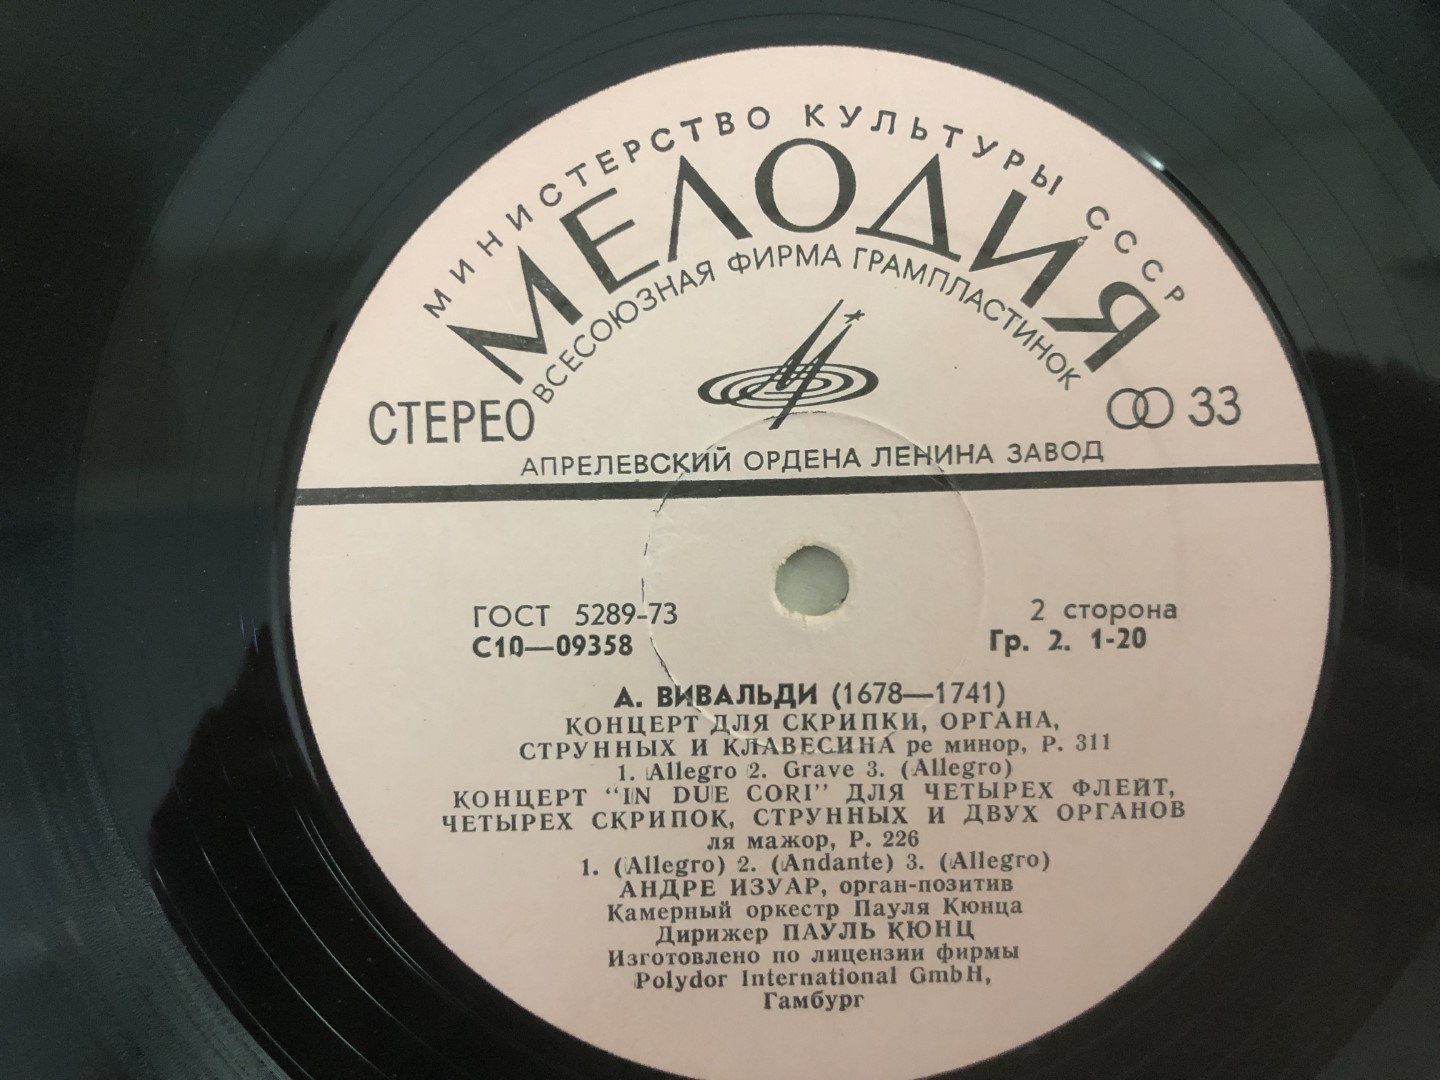 МИНИСТЕРСТВО КУЛЬТУРЫ СССР
МЕЛОДИЯ
ВСЕСОЮЗНАЯ ФИРМА ГРАМПЛАСТИНОК
СТЕРЕО
33
АПРЕЛЕВСКИЙ ОРДЕНА ЛЕНИНА ЗАВОД
ГОСТ 5289-73
2 сторона
С10—09358
Гр. 2. 1-20
А. ВИВАЛЬДИ (1678—1741)
КОНЦЕРТ ДЛЯ СКРИПКИ, ОРГАНА,
СТРУННЫХ И КЛАВЕСИНА ре минор, Р. 311
1. Allegro 2. Grave 3. (Allegro)
КОНЦЕРТ "IN DUE CORI" ДЛЯ ЧЕТЫРЕХ ФЛЕЙТ,
ЧЕТЫРЕХ СКРИПОК, СТРУННЫХ И ДВУХ ОРГАНОВ
ля мажор, Р. 226
1. (Allegro) 2. (Andante) 3. (Allegro)
АНДРЕ ИЗУАР, орган-позитив
Камерный оркестр Пауля Кюнца
Дирижер ПАУЛЬ КЮНЦ
Изготовлено по лицензии фирмы
Polydor International GmbH,
Гамбург